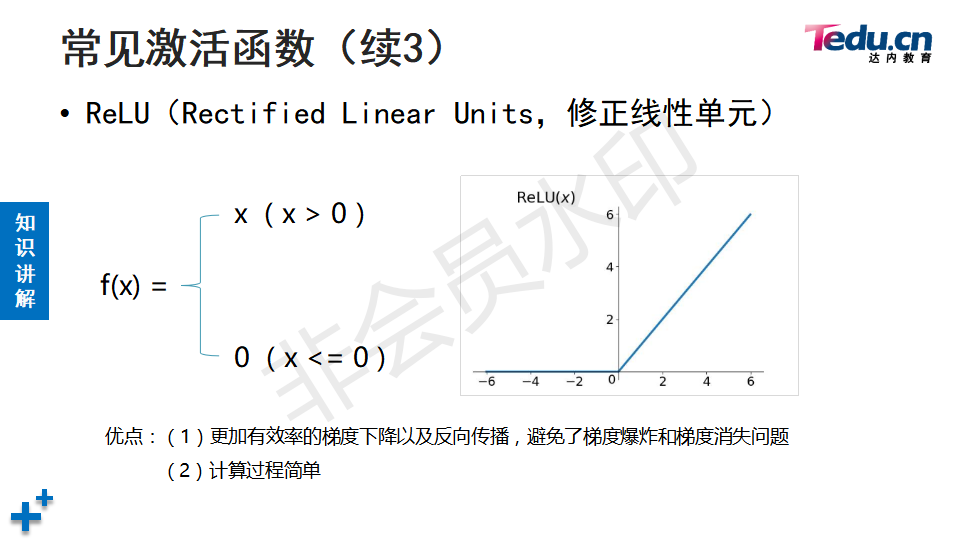 常见激活函数（续3）
Tedu.cn
达内教育
• ReLU（Rectified Linear Units，修正线性单元）
知识讲解
x （ x > 0 ）
f(x) =
0 （ x <= 0 ）
ReLU(x)
6
4
2
0
−6 −4 −2 2 4 6
非会员水印
优点：（1）更加有效率的梯度下降以及反向传播，避免了梯度爆炸和梯度消失问题
（2）计算过程简单